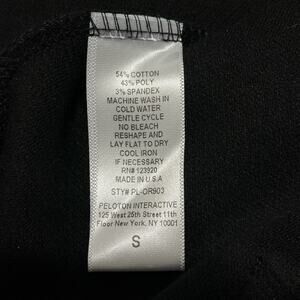 54% COTTON
43% POLY
3% SPANDEX
MACHINE WASH IN
COLD WATER
GENTLE CYCLE
NO BLEACH
RESHAPE AND
LAY FLAT TO DRY
COOL IRON
IF NECESSARY
RN# 123920
MADE IN U.S.A
STY# PL-OR903
PELOTON INTERACTIVE
125 West 25th Street 11th
Floor New York, NY 10001
S